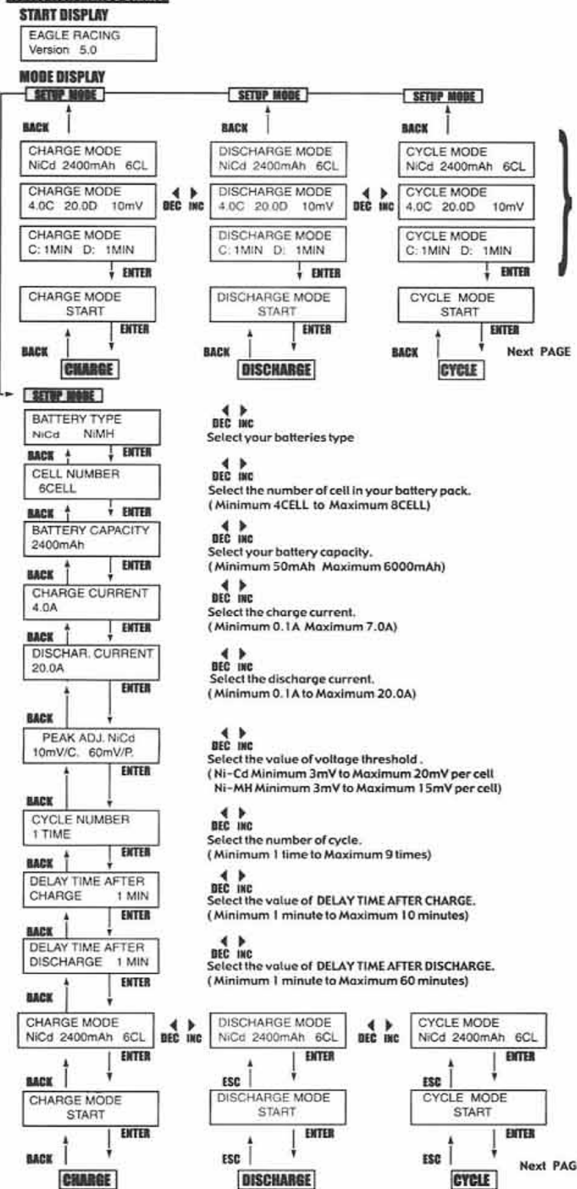 START DISPLAY
EAGLE RACING
Version 5.0
MODE DISPLAY
SETUP MODE SETUP MODE SETUP MODE
BACK BACK BACK
CHARGE MODE DISCHARGE MODE CYCLE MODE
NiCd 2400mAh 6CL NiCd 2400mAh 6CL NiCd 2400mAh 6CL
CHARGE MODE DISCHARGE MODE CYCLE MODE
4.0C 20.0D 10mV DEC INC 4.0C 20.0D 10mV DEC INC 4.0C 20.0D 10mV
CHARGE MODE DISCHARGE MODE CYCLE MODE
C: 1MIN D: 1MIN C: 1MIN D: 1MIN C: 1MIN D: 1MIN
ENTER ENTER ENTER
CHARGE MODE DISCHARGE MODE CYCLE MODE
START START START
ENTER ENTER ENTER
BACK BACK BACK Next PAGE
CHARGE DISCHARGE CYCLE
SETUP MODE
BATTERY TYPE
NiCd NiMH
DEC INC
Select your batteries type
BACK ENTER
CELL NUMBER
6CELL
DEC INC
Select the number of cell in your battery pack.
(Minimum 4CELL to Maximum 8CELL)
BACK ENTER
BATTERY CAPACITY
2400mAh
DEC INC
Select your battery capacity.
(Minimum 50mAh Maximum 6000mAh)
BACK ENTER
CHARGE CURRENT
4.0A
DEC INC
Select the charge current.
(Minimum 0.1A Maximum 7.0A)
BACK ENTER
DISCHAR. CURRENT
20.0A
DEC INC
Select the discharge current.
(Minimum 0.1A to Maximum 20.0A)
ENTER
BACK
PEAK ADJ. NiCd
10mV/C. 60mV/P.
DEC INC
Select the value of voltage threshold .
(Ni-Cd Minimum 3mV to Maximum 20mV per cell
Ni-MH Minimum 3mV to Maximum 15mV per cell)
ENTER
BACK
CYCLE NUMBER
1 TIME
DEC INC
Select the number of cycle.
(Minimum 1 time to Maximum 9 times)
BACK ENTER
DELAY TIME AFTER
CHARGE 1 MIN
DEC INC
Select the value of DELAY TIME AFTER CHARGE.
(Minimum 1 minute to Maximum 10 minutes)
BACK ENTER
DELAY TIME AFTER
DISCHARGE 1 MIN
DEC INC
Select the value of DELAY TIME AFTER DISCHARGE.
(Minimum 1 minute to Maximum 60 minutes)
ENTER
BACK
CHARGE MODE DISCHARGE MODE CYCLE MODE
NiCd 2400mAh 6CL DEC INC NiCd 2400mAh 6CL DEC INC NiCd 2400mAh 6CL
ENTER ENTER ENTER
BACK ESC ESC
CHARGE MODE DISCHARGE MODE CYCLE MODE
START START START
ENTER ENTER ENTER
BACK ESC ESC Next PAG
CHARGE DISCHARGE CYCLE